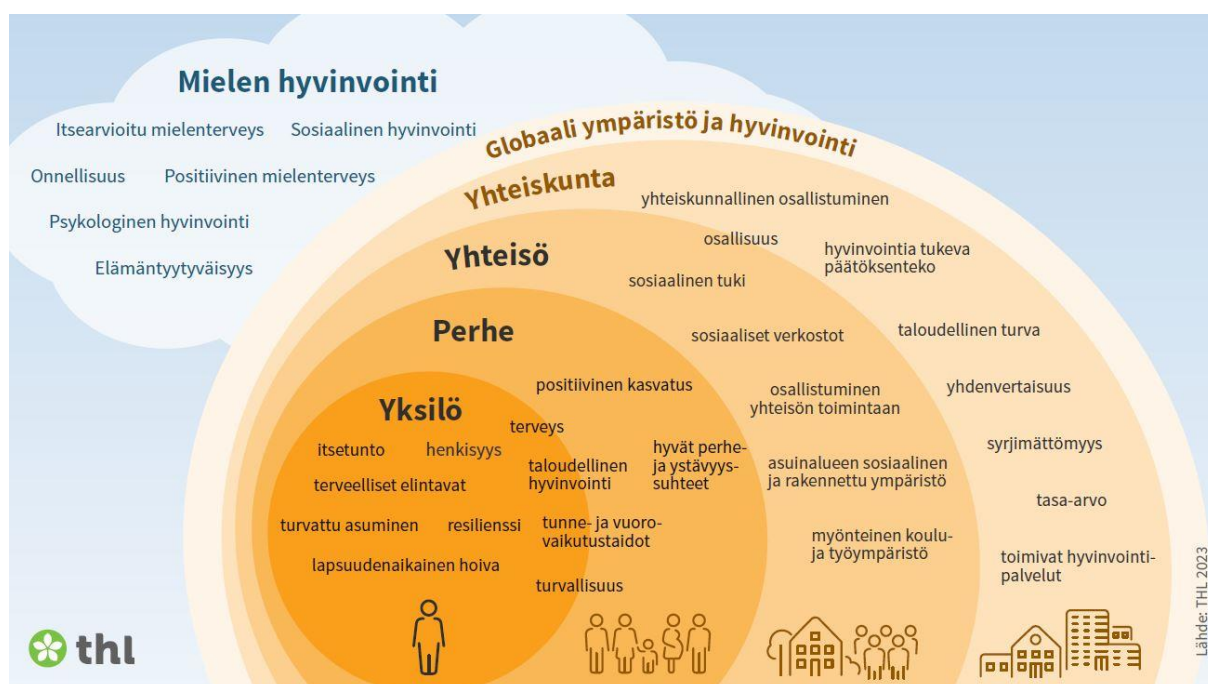 Mielen hyvinvointi
Itsearvioitu mielenterveys
Sosiaalinen hyvinvointi
Onnellisuus
Positiivinen mielenterveys
Psykologinen hyvinvointi
Elämäntyytyväisyys
Globaali ympäristö ja hyvinvointi
Yhteiskunta
yhteiskunnallinen osallistuminen
osallisuus
hyvinvointia tukeva
päätöksenteko
Yhteisö
sosiaalinen tuki
Perhe
sosiaaliset verkostot
taloudellinen turva
positiivinen kasvatus
osallistuminen
yhteisön toimintaan
yhdenvertaisuus
Yksilö
terveys
itsetunto
henkisyys
hyvät perhe-
ja ystävyys-
suhteet
syrjimättömyys
taloudellinen
hyvinvointi
asuinalueen sosiaalinen
ja rakennettu ympäristö
terveelliset elintavat
tasa-arvo
turvattu asuminen
resilienssi
tunne- ja vuoro-
vaikutustaidot
myönteinen koulu-
ja työympäristö
lapsuudenaikainen hoiva
toimivat hyvinvointi-
palvelut
turvallisuus
thl
Lähde: THL 2023